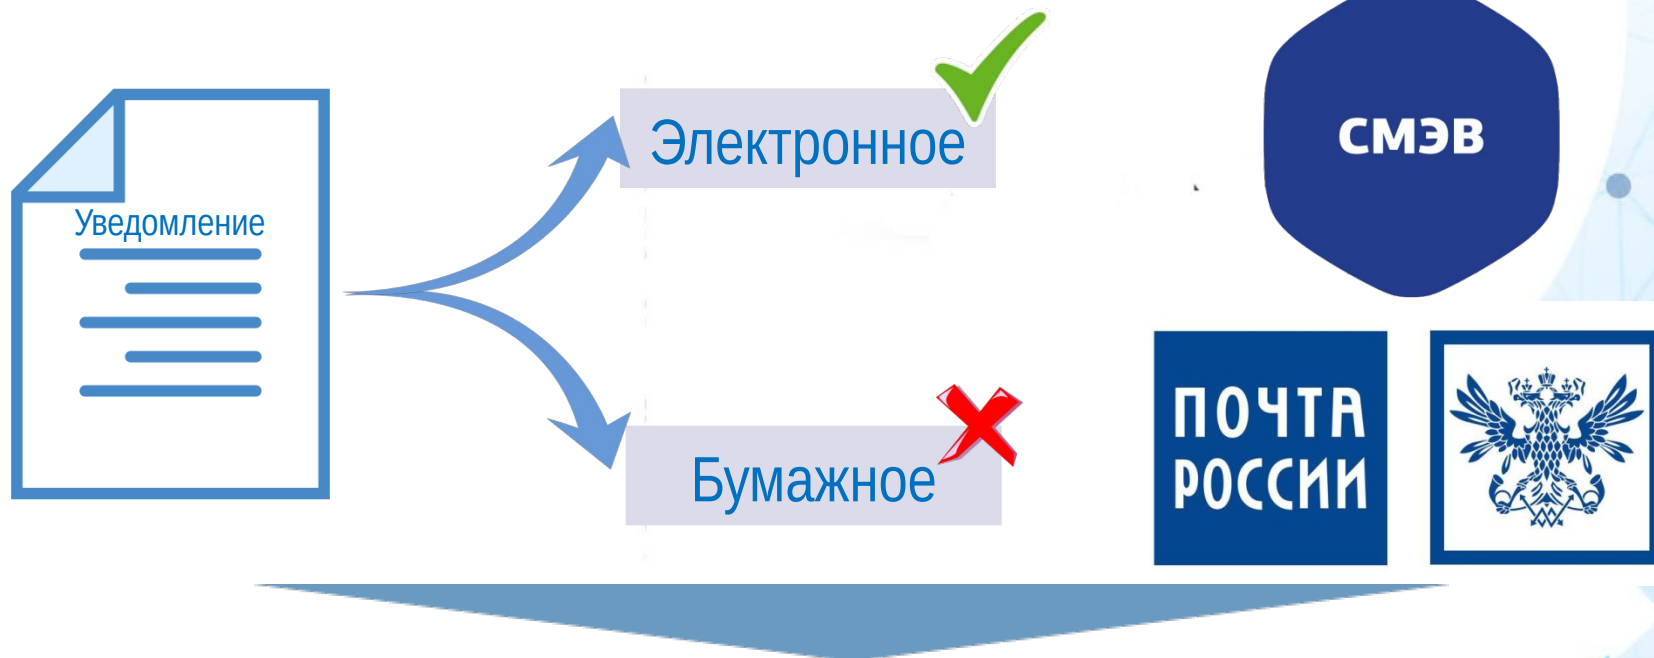 Электронное
СМЭВ
Уведомление
ПОЧТА
РОССИИ
Бумажное